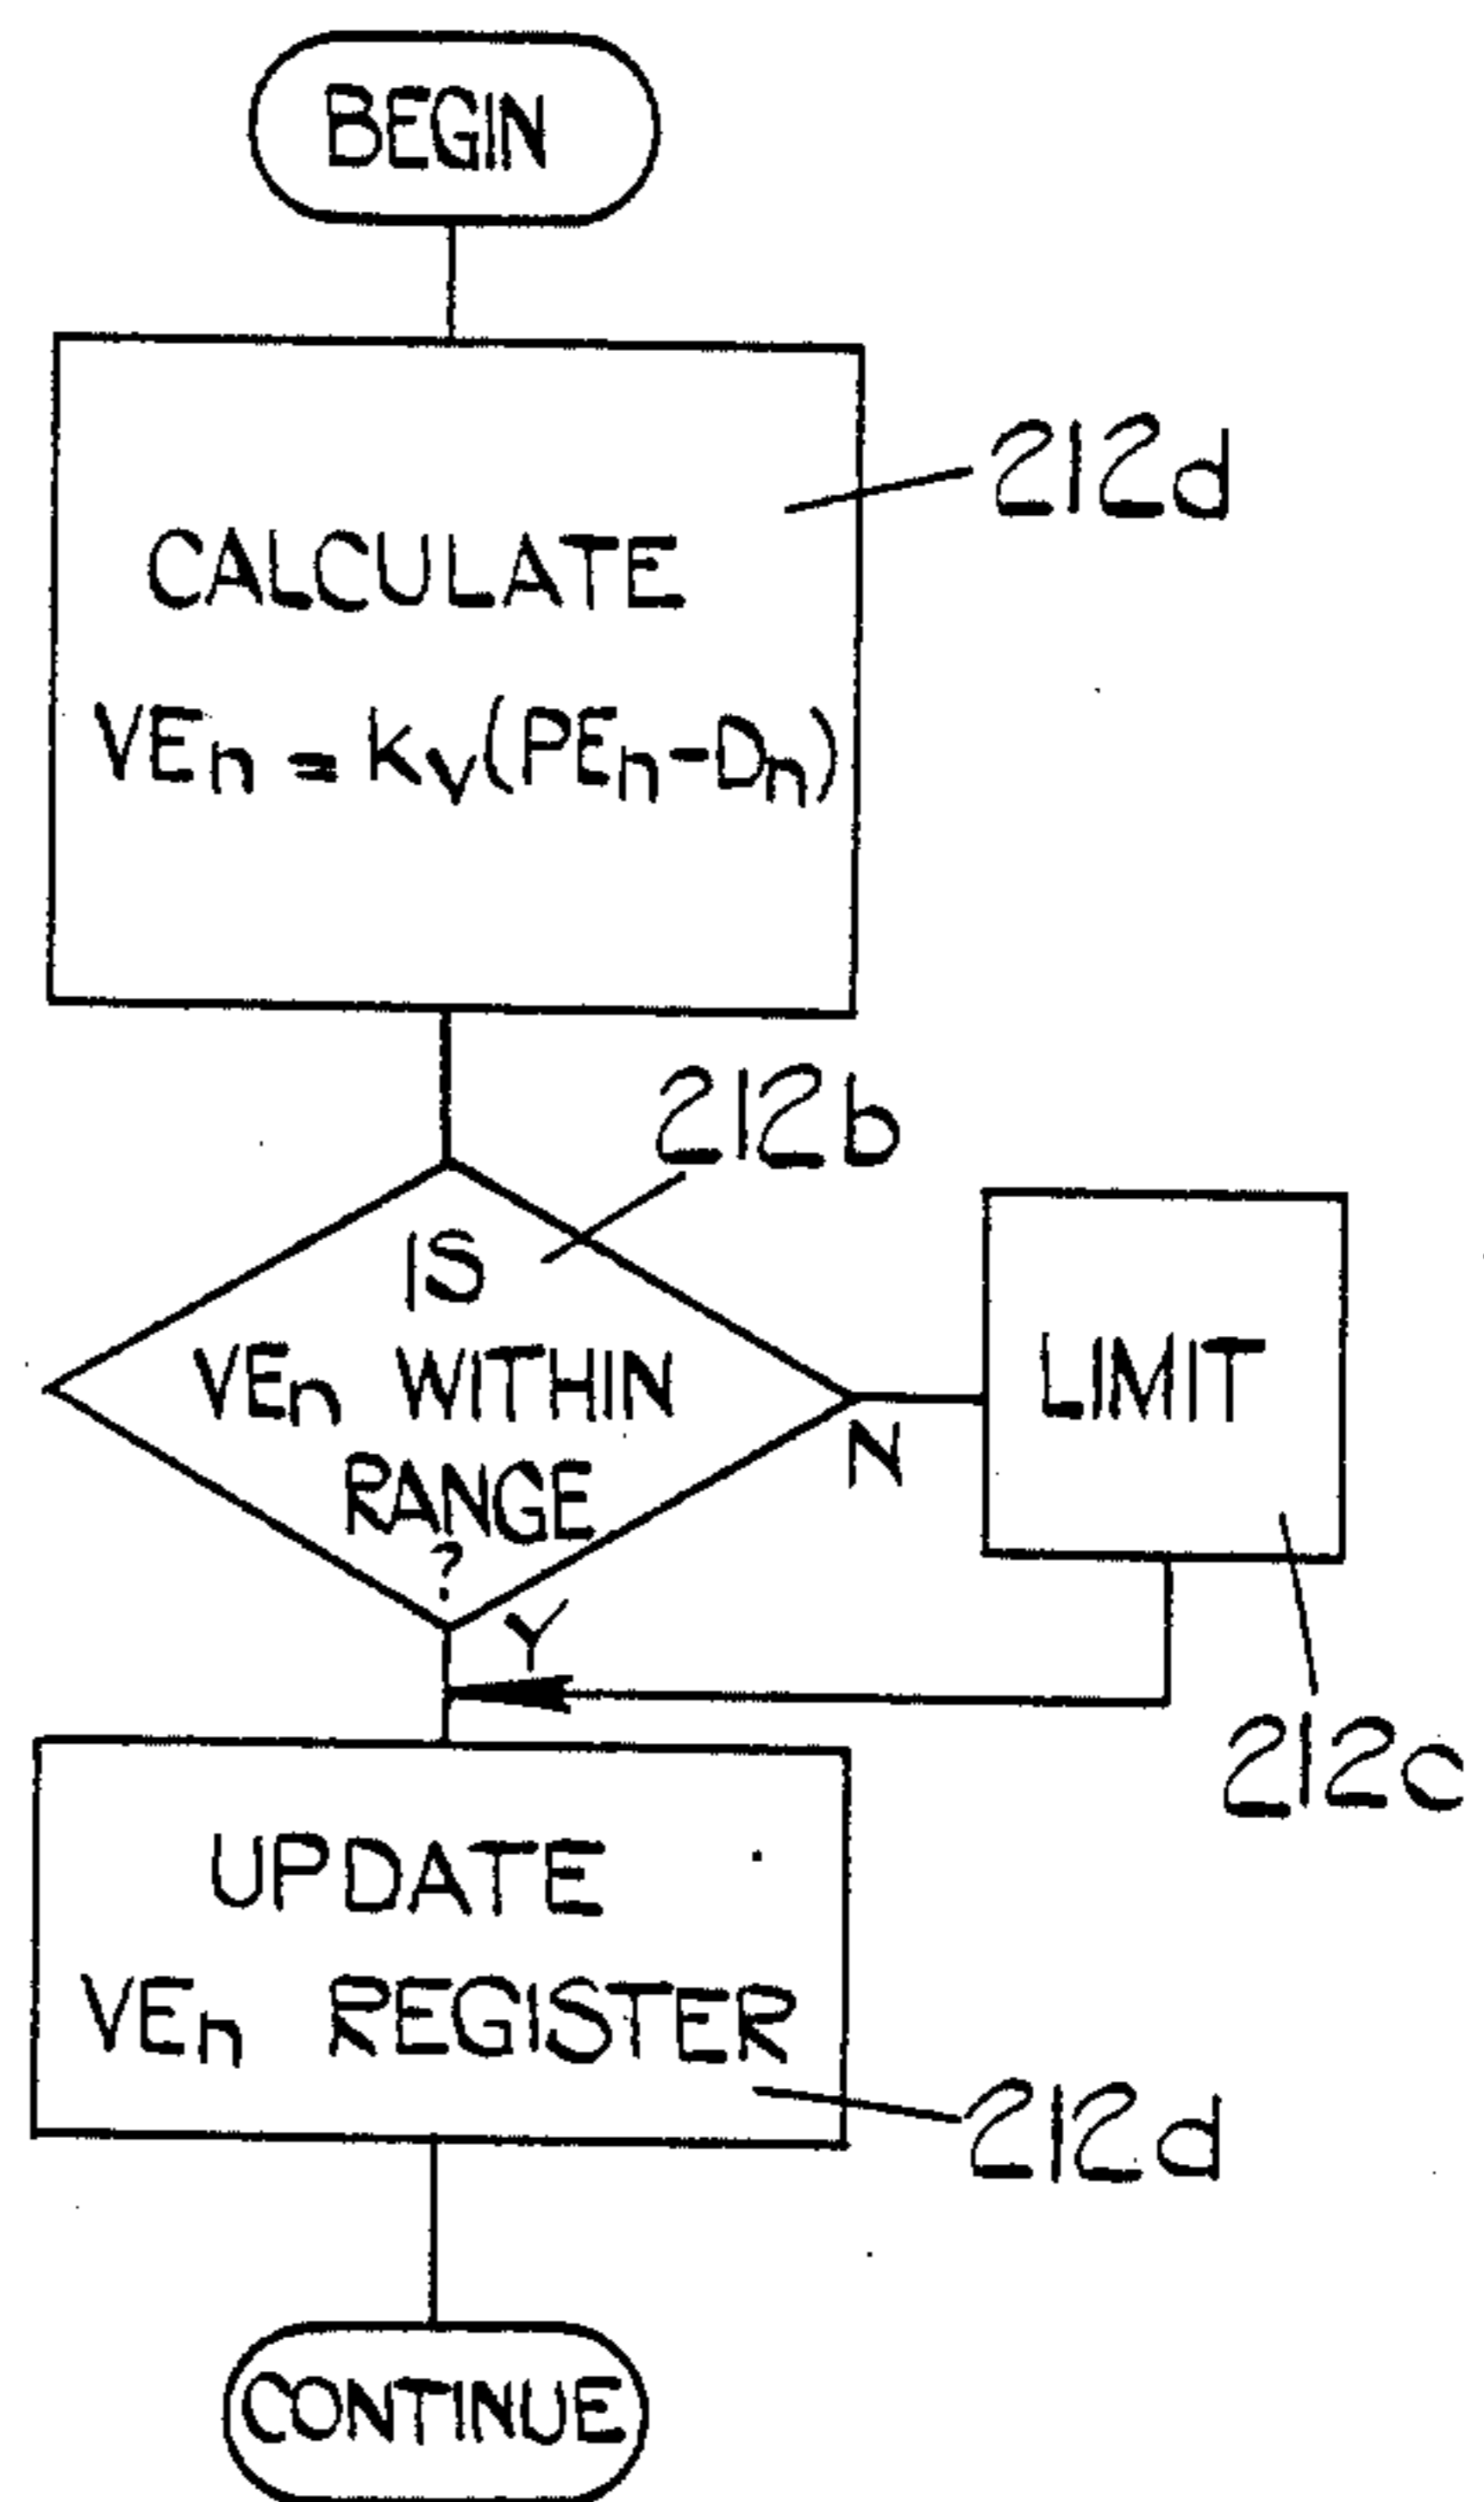 BEGIN
212d
CALCULATE
VEn = Kv(PEn-Dn)
212b
IS
VEn WITHIN
RANGE
?
N
LIMIT
Y
212c
UPDATE
VEn REGISTER
212d
CONTINUE